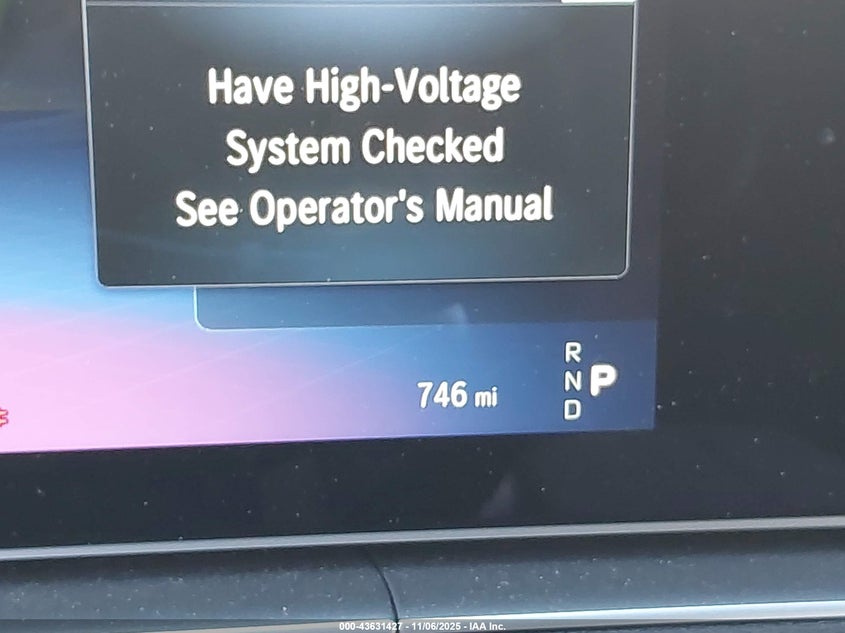 Have High-Voltage
System Checked
See Operator's Manual
746 mi
R
N P
D
000-43631427 - 11/06/2025 - IAA Inc.